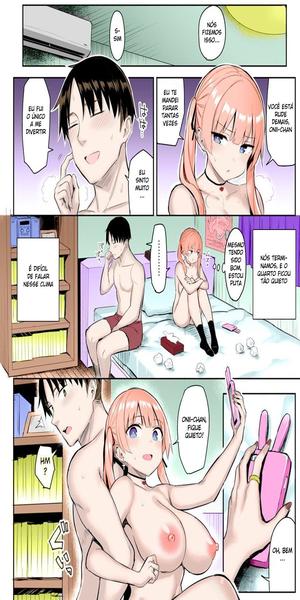 NÓS
FIZEMOS
ISSO...
S-
SIM
VOCÊ ESTÁ
RUDE
DEMAIS,
ONII-CHAN
EU TE
MANDEI
PARAR
TANTAS
VEZES
EU
SINTO
MUITO
...
EU FUI
O ÚNICO
A ME
DIVERTIR
NÓS TER-
MINAMOS, E O
QUARTO FICOU
TÃO QUIETO
MESMO
TENDO
SIDO
BOM,
ESTOU
PUTA
.......
É DIFÍCIL
DE FALAR
NESSE CLIMA
OH, BEM
...
ONII-CHAN,
FIQUE
QUIETO!
HM
?